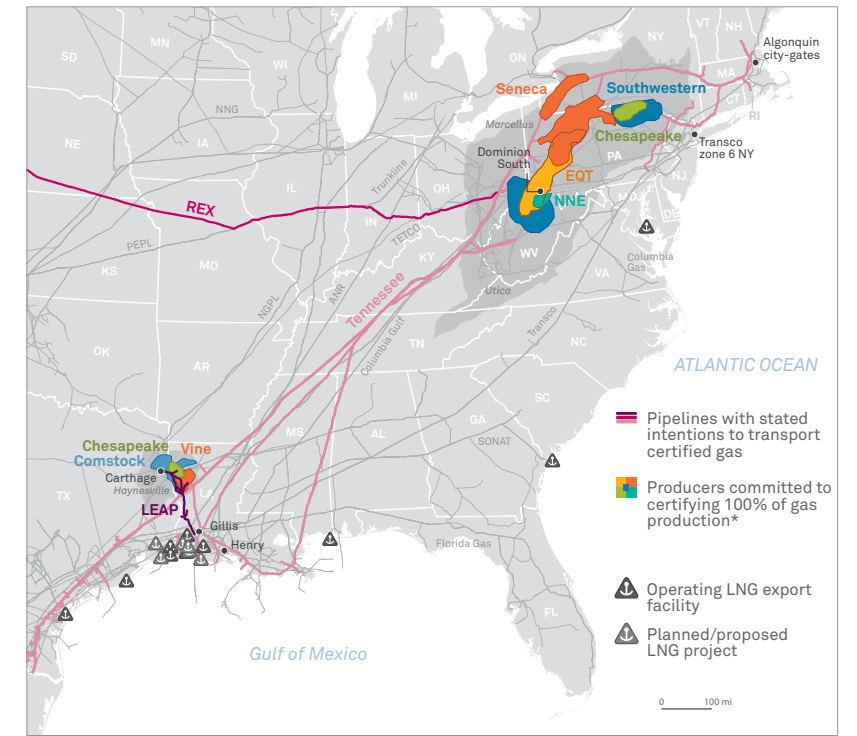 SD
MN
WI
MI
ON
NY
VT
NH
Algonquin
city-gates
MA
CT
RI
Seneca
Southwestern
Marcellus
Chesapeake
NNG
NE
IA
Dominion
South
PA
Transco
zone 6 NY
EQT
NJ
Trunkline
OH
IL
IN
REX
NNE
DE
TETCO
PEPL
KY
WV
VA
Columbia
Gas
KS
MO
NGPL
ANR
Tennessee
Utica
Columbia Gulf
Transco
TN
NC
OK
AR
ATLANTIC OCEAN
SC
MS
AL
GA
SONAT
Pipelines with stated
intentions to transport
certified gas
Chesapeake
Vine
Comstock
Carthage
Haynesville
TX
LA
LEAP
Producers committed to
certifying 100% of gas
production*
Gillis
Henry
Florida Gas
FL
Operating LNG export
facility
Planned/proposed
LNG project
Gulf of Mexico
0
100 mi